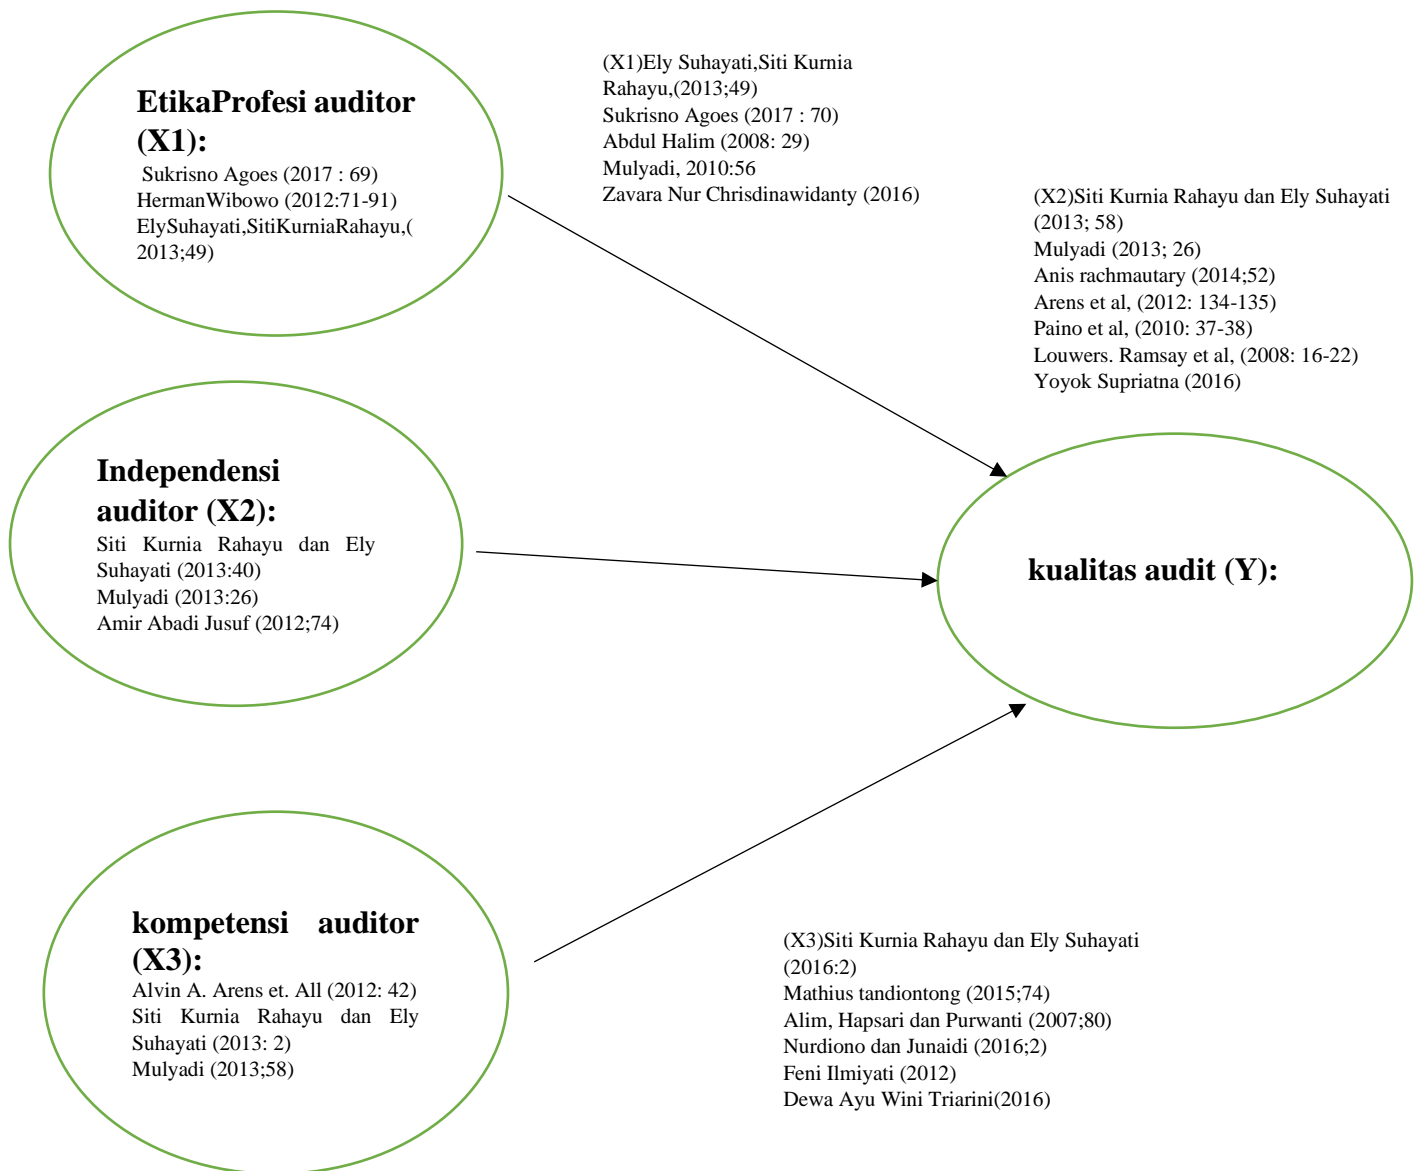 EtikaProfesi auditor
(X1):
Sukrisno Agoes (2017 : 69)
HermanWibowo (2012:71-91)
ElySuhayati,SitiKurniaRahayu,(
2013;49)
(X1)Ely Suhayati,Siti Kurnia
Rahayu,(2013;49)
Sukrisno Agoes (2017 : 70)
Abdul Halim (2008: 29)
Mulyadi, 2010:56
Zavara Nur Chrisdinawidanty (2016)
(X2)Siti Kurnia Rahayu dan Ely Suhayati
(2013; 58)
Mulyadi (2013; 26)
Anis rachmautary (2014;52)
Arens et al, (2012: 134-135)
Paino et al, (2010: 37-38)
Louwers. Ramsay et al, (2008: 16-22)
Yoyok Supriatna (2016)
Independensi
auditor (X2):
Siti Kurnia Rahayu dan Ely
Suhayati (2013:40)
Mulyadi (2013:26)
Amir Abadi Jusuf (2012;74)
kualitas audit (Y):
kompetensi auditor
(X3):
Alvin A. Arens et. All (2012: 42)
Siti Kurnia Rahayu dan Ely
Suhayati (2013: 2)
Mulyadi (2013;58)
(X3)Siti Kurnia Rahayu dan Ely Suhayati
(2016:2)
Mathius tandiontong (2015;74)
Alim, Hapsari dan Purwanti (2007;80)
Nurdiono dan Junaidi (2016;2)
Feni Ilmiyati (2012)
Dewa Ayu Wini Triarini(2016)